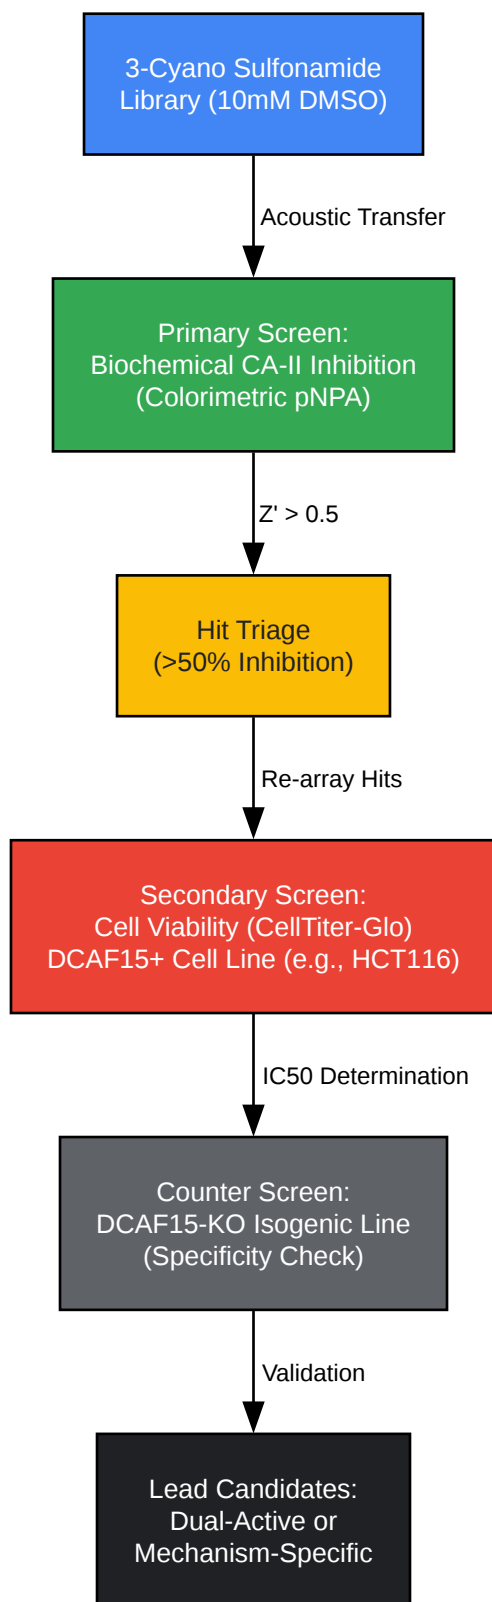 3-Cyano Sulfonamide
Library (10mM DMSO)
Acoustic Transfer
Primary Screen:
Biochemical CA-II Inhibition
(Colorimetric pNPA)
Z' > 0.5
Hit Triage
(>50% Inhibition)
Re-array Hits
Secondary Screen:
Cell Viability (CellTiter-Glo)
DCAF15+ Cell Line (e.g., HCT116)
IC50 Determination
Counter Screen:
DCAF15-KO Isogenic Line
(Specificity Check)
Validation
Lead Candidates:
Dual-Active or
Mechanism-Specific